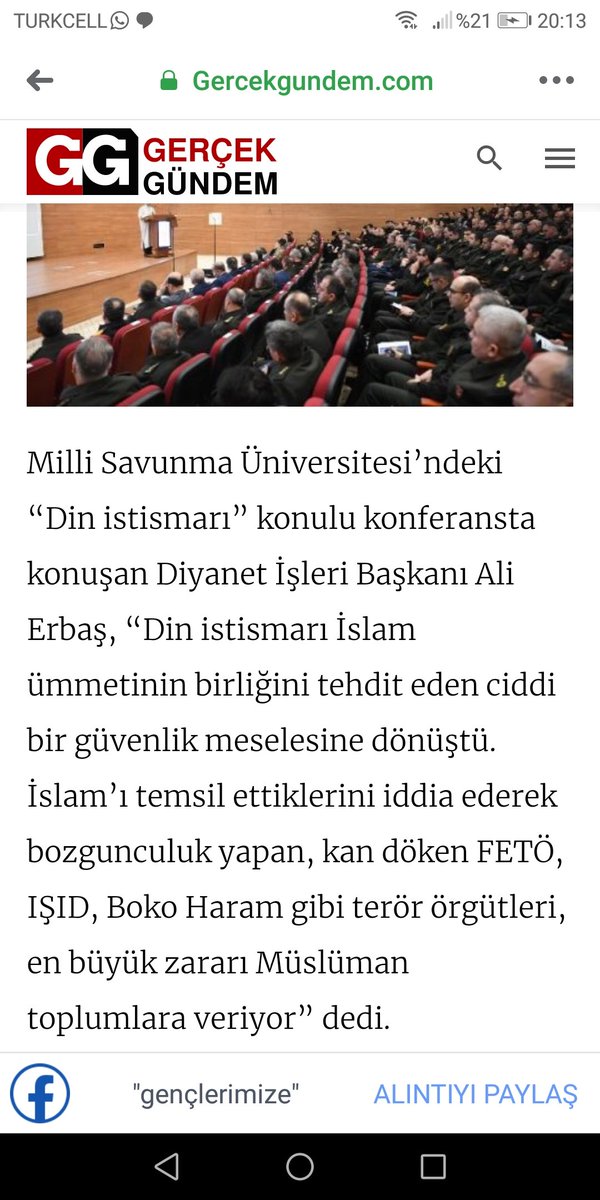 TURKCELL %21 20:13
Gercekgundem.com
GG GERÇEK
GÜNDEM
Milli Savunma Üniversitesi’ndeki
“Din istismarı” konulu konferansta
konuşan Diyanet İşleri Başkanı Ali
Erbaş, “Din istismarı İslam
ümmetinin birliğini tehdit eden ciddi
bir güvenlik meselesine dönüştü.
İslam’ı temsil ettiklerini iddia ederek
bozgunculuk yapan, kan döken FETÖ,
IŞID, Boko Haram gibi terör örgütleri,
en büyük zararı Müslüman
toplumlara veriyor” dedi.
"gençlerimize" ALINTIYI PAYLAŞ